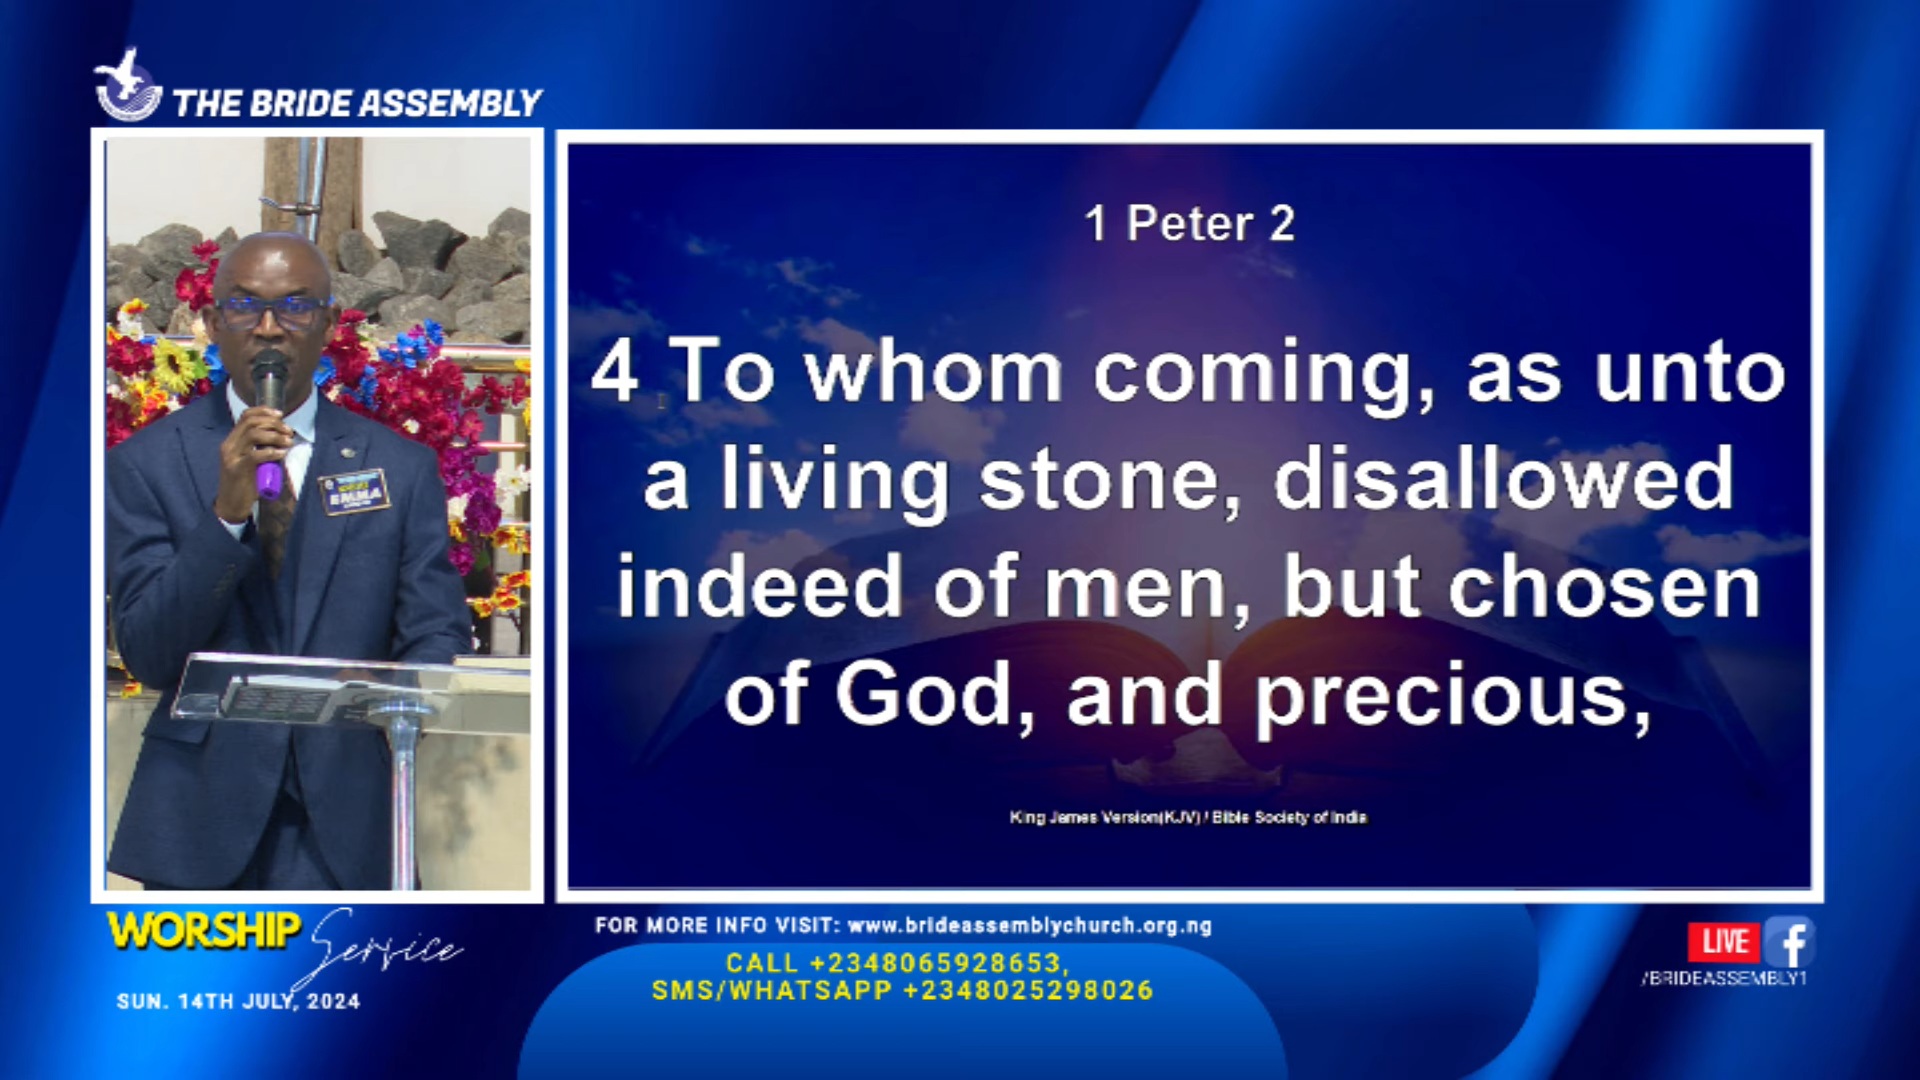 THE BRIDE ASSEMBLY
EMMA
1 Peter 2
4 To whom coming, as unto
a living stone, disallowed
indeed of men, but chosen
of God, and precious,
King James Version(KJV) / Bible Society of India
WORSHIP
Service
SUN. 14TH JULY, 2024
FOR MORE INFO VISIT: www.brideassemblychurch.org.ng
CALL +2348065928653,
SMS/WHATSAPP +2348025298026
LIVE
/BRIDEASSEMBLY1